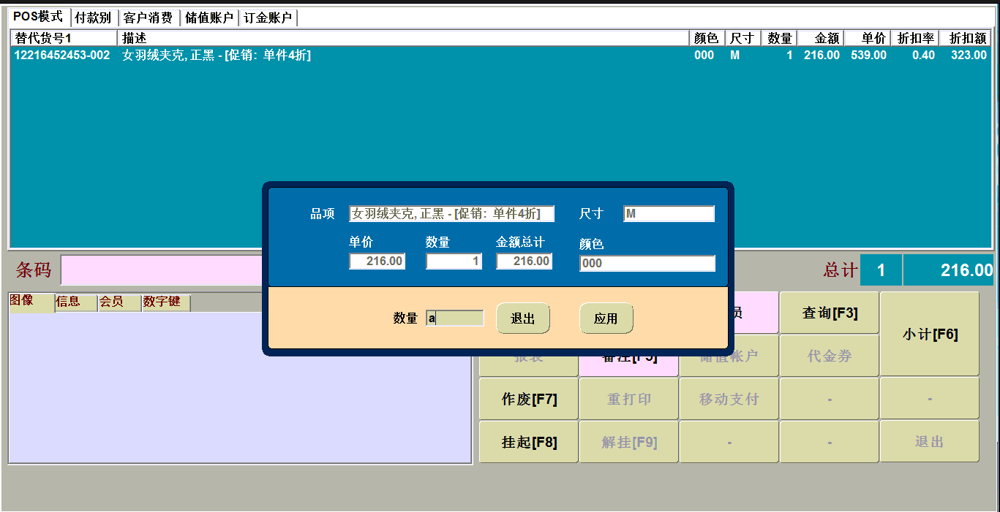 POS模式 付款别 客户消费 储值账户 订金账户
替代货号1 描述 颜色 尺寸 数量 金额 单价 折扣率 折扣额
12216452453-002 女羽绒夹克, 正黑 - [促销: 单件4折] 000 M 1 216.00 539.00 0.40 323.00
品项 女羽绒夹克, 正黑 - [促销: 单件4折] 尺寸 M
单价 数量 金额总计 颜色
216.00 1 216.00 000
条码 总计 1 216.00
图像 信息 会员 数字键
数量 a 退出 应用
员 查询[F3] 小计[F6]
报表 备注[F5] 储值帐户 代金券
作废[F7] 重打印 移动支付 - -
挂起[F8] 解挂[F9] - - 退出